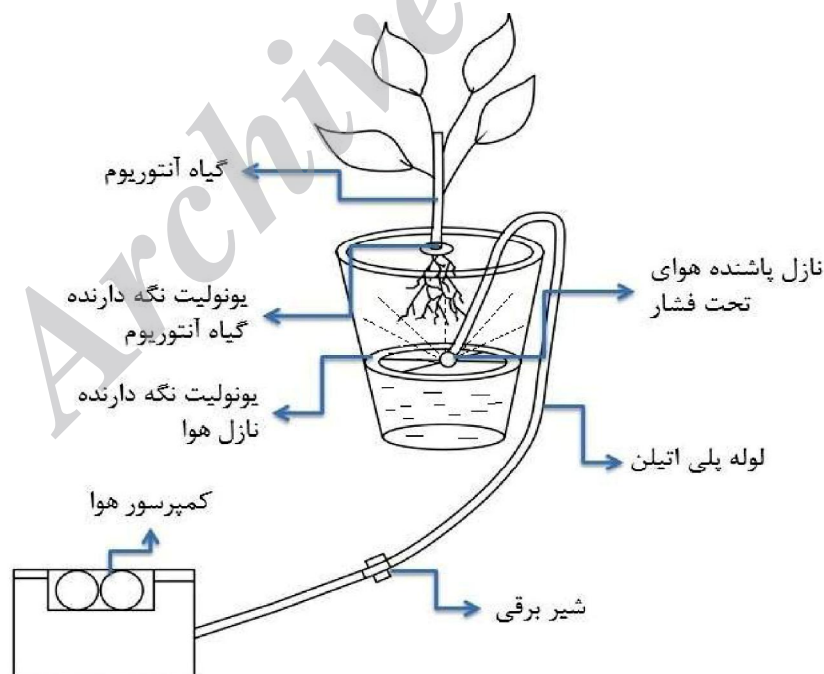 Archive
گیاه آنتوریوم
نازل پاشنده هوای
تحت فشار
یونولیت نگه دارنده
گیاه آنتوریوم
یونولیت نگه دارنده
نازل هوا
لوله پلی اتیلن
کمپرسور هوا
شیر برقی